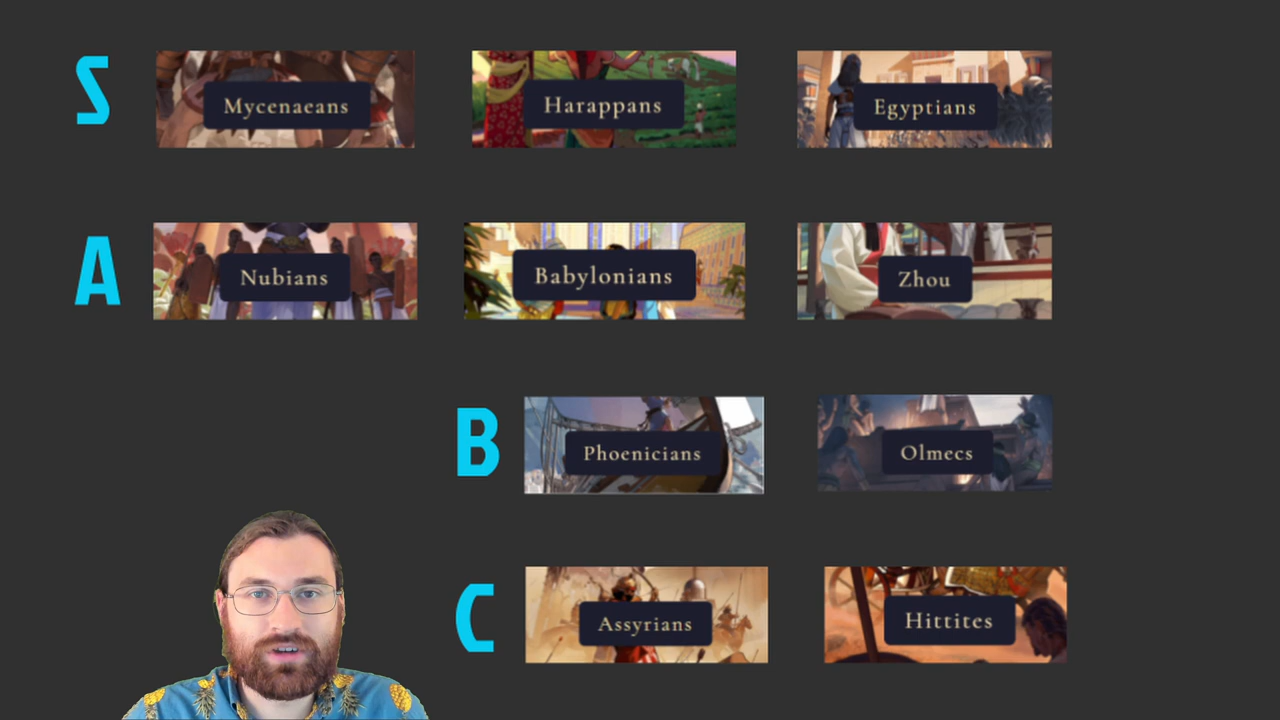 S
Mycenaeans
Harappans
Egyptians
A
Nubians
Babylonians
Zhou
B
Phoenicians
Olmecs
C
Assyrians
Hittites